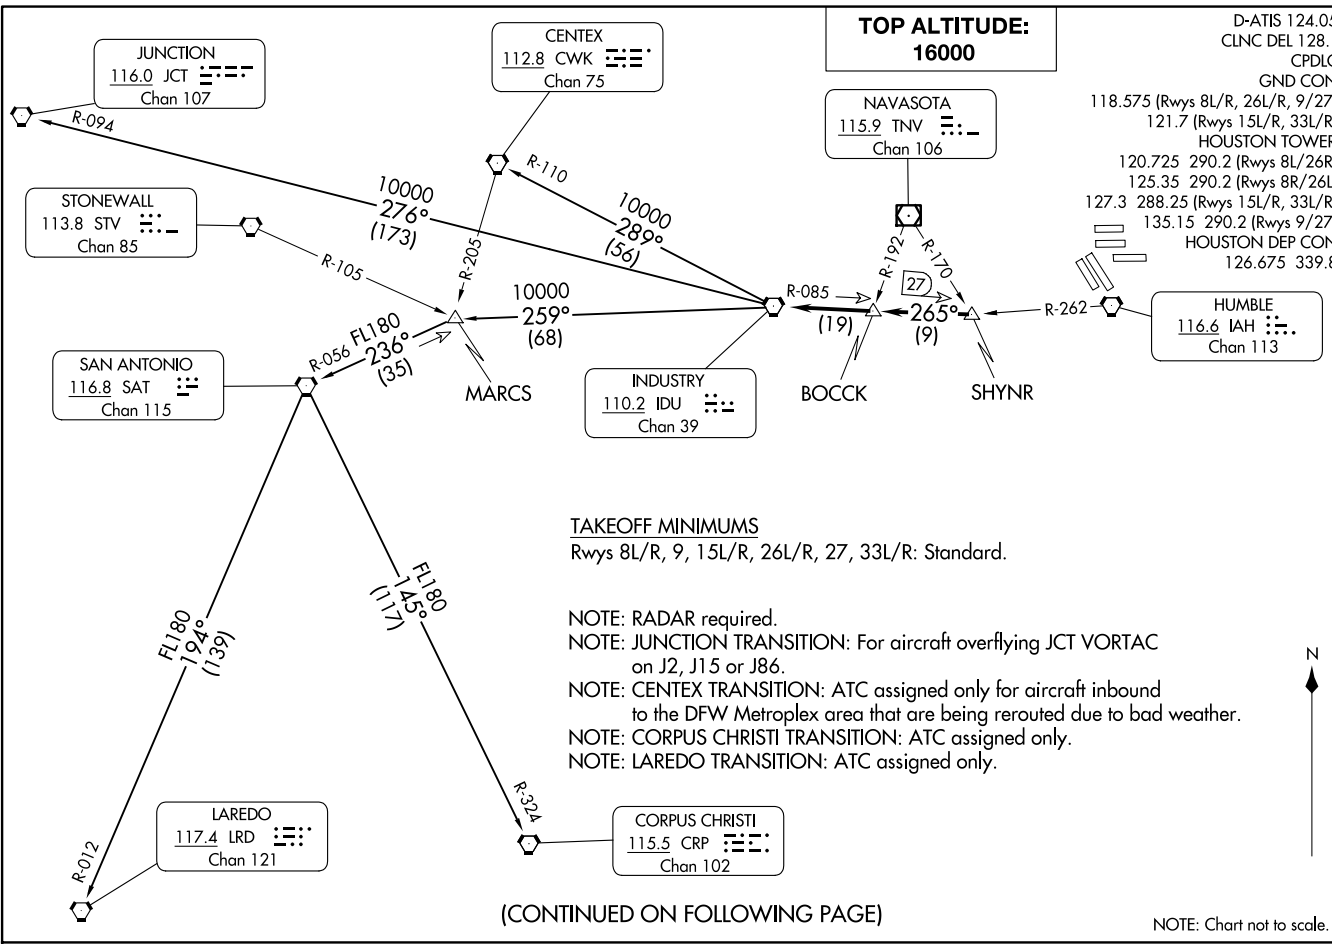 TOP ALTITUDE:
16000
D-ATIS 124.05
CLNC DEL 128.
CPDLC
GND CON
118.575 (Rwys 8L/R, 26L/R, 9/27
121.7 (Rwys 15L/R, 33L/R
HOUSTON TOWER
120.725 290.2 (Rwys 8L/26R
125.35 290.2 (Rwys 8R/26L
127.3 288.25 (Rwys 15L/R, 33L/R
135.15 290.2 (Rwys 9/27
HOUSTON DEP CON
126.675 339.8
JUNCTION
116.0 JCT
Chan 107
CENTEX
112.8 CWK
Chan 75
NAVASOTA
115.9 TNV
Chan 106
STONEWALL
113.8 STV
Chan 85
R-094
R-110
10000
276°
(173)
10000
289°
(56)
R-105
R-205
R-192
R-170
27
10000
259°
(68)
R-085
(19)
265°
(9)
R-262
HUMBLE
116.6 IAH
Chan 113
FL180
R-056
236°
(35)
SAN ANTONIO
116.8 SAT
Chan 115
MARCS
INDUSTRY
110.2 IDU
Chan 39
BOCCK
SHYNR
TAKEOFF MINIMUMS
Rwys 8L/R, 9, 15L/R, 26L/R, 27, 33L/R: Standard.
NOTE: RADAR required.
NOTE: JUNCTION TRANSITION: For aircraft overflying JCT VORTAC
on J2, J15 or J86.
NOTE: CENTEX TRANSITION: ATC assigned only for aircraft inbound
to the DFW Metroplex area that are being rerouted due to bad weather.
NOTE: CORPUS CHRISTI TRANSITION: ATC assigned only.
NOTE: LAREDO TRANSITION: ATC assigned only.
FL180
194°
(139)
FL180
145°
(117)
N
R-324
R-012
LAREDO
117.4 LRD
Chan 121
CORPUS CHRISTI
115.5 CRP
Chan 102
(CONTINUED ON FOLLOWING PAGE)
NOTE: Chart not to scale.